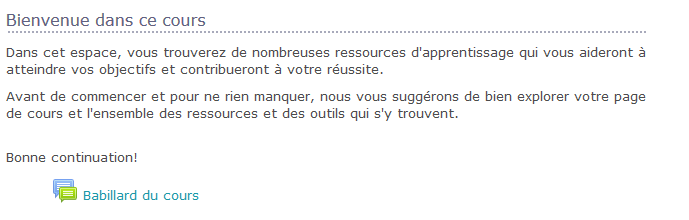 Bienvenue dans ce cours
Dans cet espace, vous trouverez de nombreuses ressources d'apprentissage qui vous aideront à
atteindre vos objectifs et contribueront à votre réussite.
Avant de commencer et pour ne rien manquer, nous vous suggérons de bien explorer votre page
de cours et l'ensemble des ressources et des outils qui s'y trouvent.
Bonne continuation!
Babillard du cours